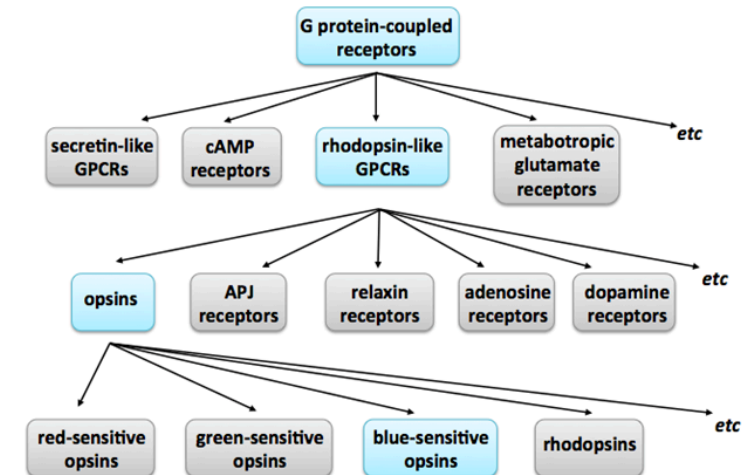 G protein-coupled
receptors
secretin-like
GPCRs
cAMP
receptors
rhodopsin-like
GPCRs
metabotropic
glutamate
receptors
etc
opsins
APJ
receptors
relaxin
receptors
adenosine
receptors
dopamine
receptors
etc
red-sensitive
opsins
green-sensitive
opsins
blue-sensitive
opsins
rhodopsins
etc